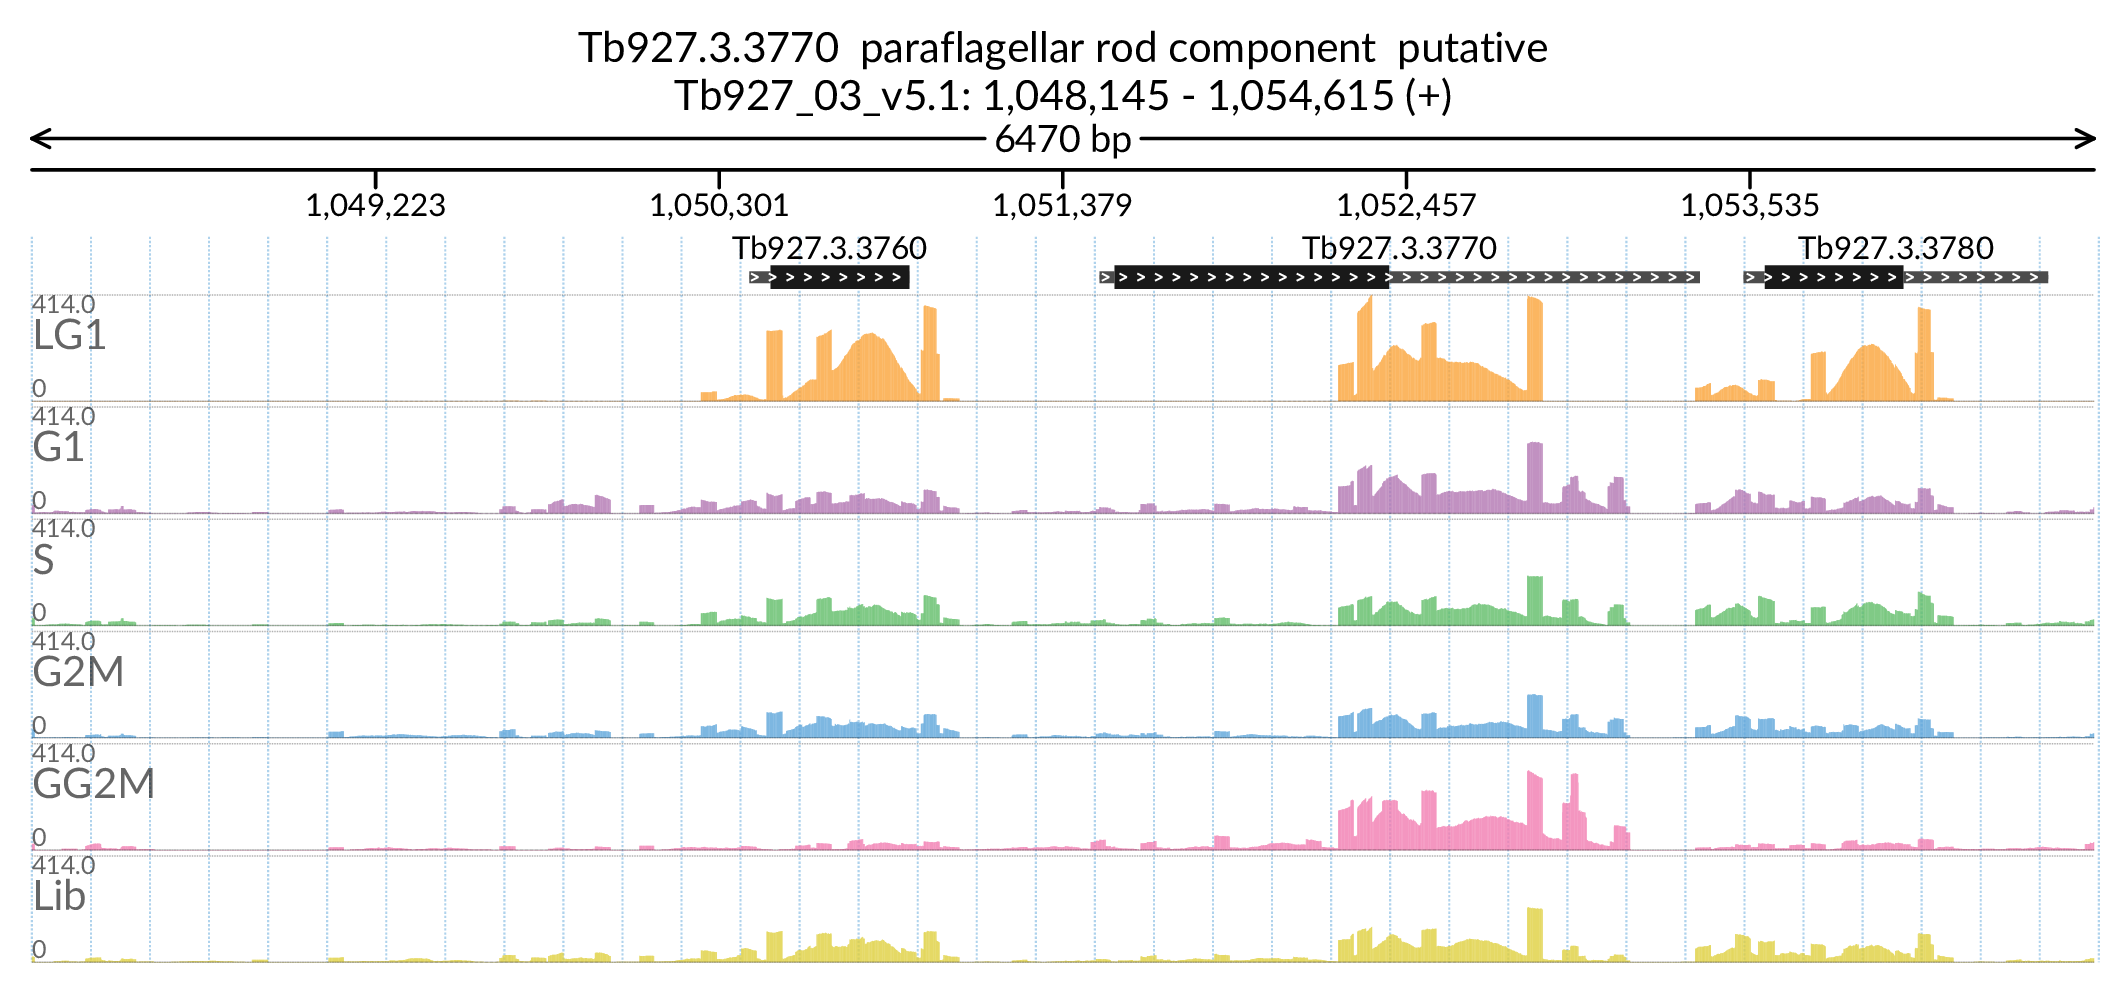 Tb927.3.3770  paraflagellar rod component  putative
Tb927_03_v5.1: 1,048,145 - 1,054,615 (+)
6470 bp
1,049,223 1,050,301 1,051,379 1,052,457 1,053,535
Tb927.3.3760 Tb927.3.3770 Tb927.3.3780
414.0
LG1
0
414.0
G1
0
414.0
S
0
414.0
G2M
0
414.0
GG2M
0
414.0
Lib
0